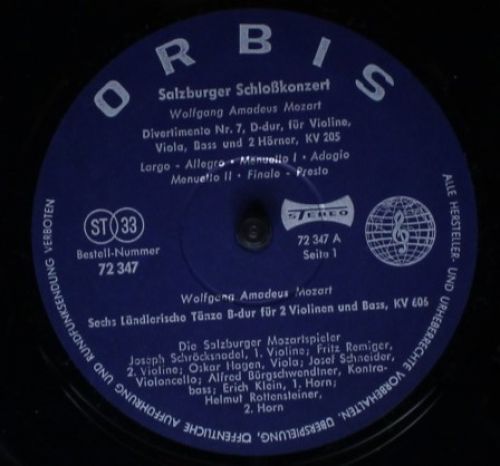 ORBIS
Salzburger Schloßkonzert
Wolfgang Amadeus Mozart
Divertimento Nr. 7, D-dur, für Violine,
Viola, Bass und 2 Hörner, KV 205
Largo - Allegro • Menuetto I • Adagio
Menuetto II • Finale - Presto
ST 33
Bestell-Nummer
72 347
STEREO
72 347 A
Seite 1
Wolfgang Amadeus Mozart
Sechs Ländlerische Tänze B-dur für 2 Violinen und Bass, KV 606
Die Salzburger Mozartspieler
Joseph Schröcksnadel, 1. Violine; Fritz Remiger,
2. Violine; Oskar Hagen, Viola; Josef Schneider,
Violoncello; Alfred Bürgschwendtner, Kontra-
bass; Erich Klein, 1. Horn;
Helmut Rottensteiner,
2. Horn
ALLE HERSTELLER- UND URHEBERRECHTE VORBEHALTEN. ÜBERSPIELUNG, ÖFFENTLICHE AUFFÜHRUNG UND RUNDFUNKSENDUNG VERBOTEN